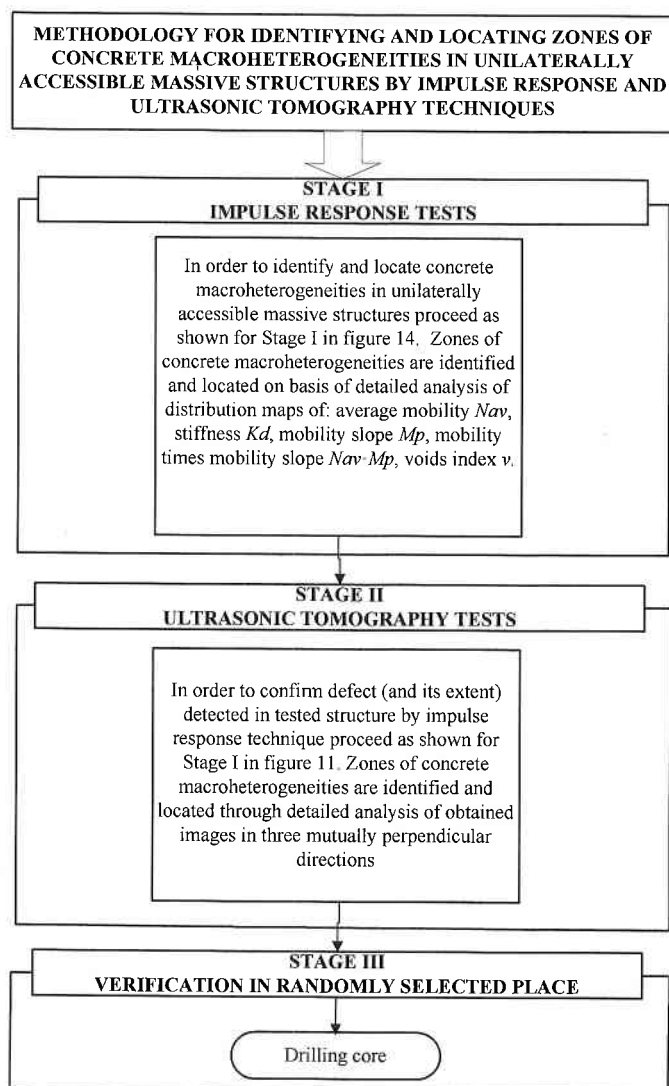 METHODOLOGY FOR IDENTIFYING AND LOCATING ZONES OF
CONCRETE MACROHETEROGENEITIES IN UNILATERALLY
ACCESSIBLE MASSIVE STRUCTURES BY IMPULSE RESPONSE AND
ULTRASONIC TOMOGRAPHY TECHNIQUES
STAGE I
IMPULSE RESPONSE TESTS
In order to identify and locate concrete
macroheterogeneities in unilaterally
accessible massive structures proceed as
shown for Stage I in figure 14. Zones of
concrete macroheterogeneities are identified
and located on basis of detailed analysis of
distribution maps of: average mobility Nav,
stiffness Kd, mobility slope Mp, mobility
times mobility slope Nav·Mp, voids index v.
STAGE II
ULTRASONIC TOMOGRAPHY TESTS
In order to confirm defect (and its extent)
detected in tested structure by impulse
response technique proceed as shown for
Stage I in figure 11. Zones of concrete
macroheterogeneities are identified and
located through detailed analysis of obtained
images in three mutually perpendicular
directions
STAGE III
VERIFICATION IN RANDOMLY SELECTED PLACE
Drilling core